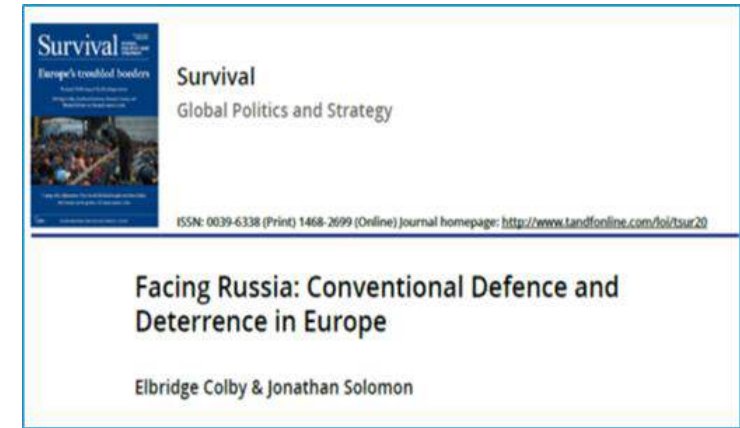 Survival
Europe's troubled borders
Survival
Global Politics and Strategy
ISSN: 0039-6338 (Print) 1468-2699 (Online) Journal homepage: http://www.tandfonline.com/loi/tsur20
Facing Russia: Conventional Defence and
Deterrence in Europe
Elbridge Colby & Jonathan Solomon